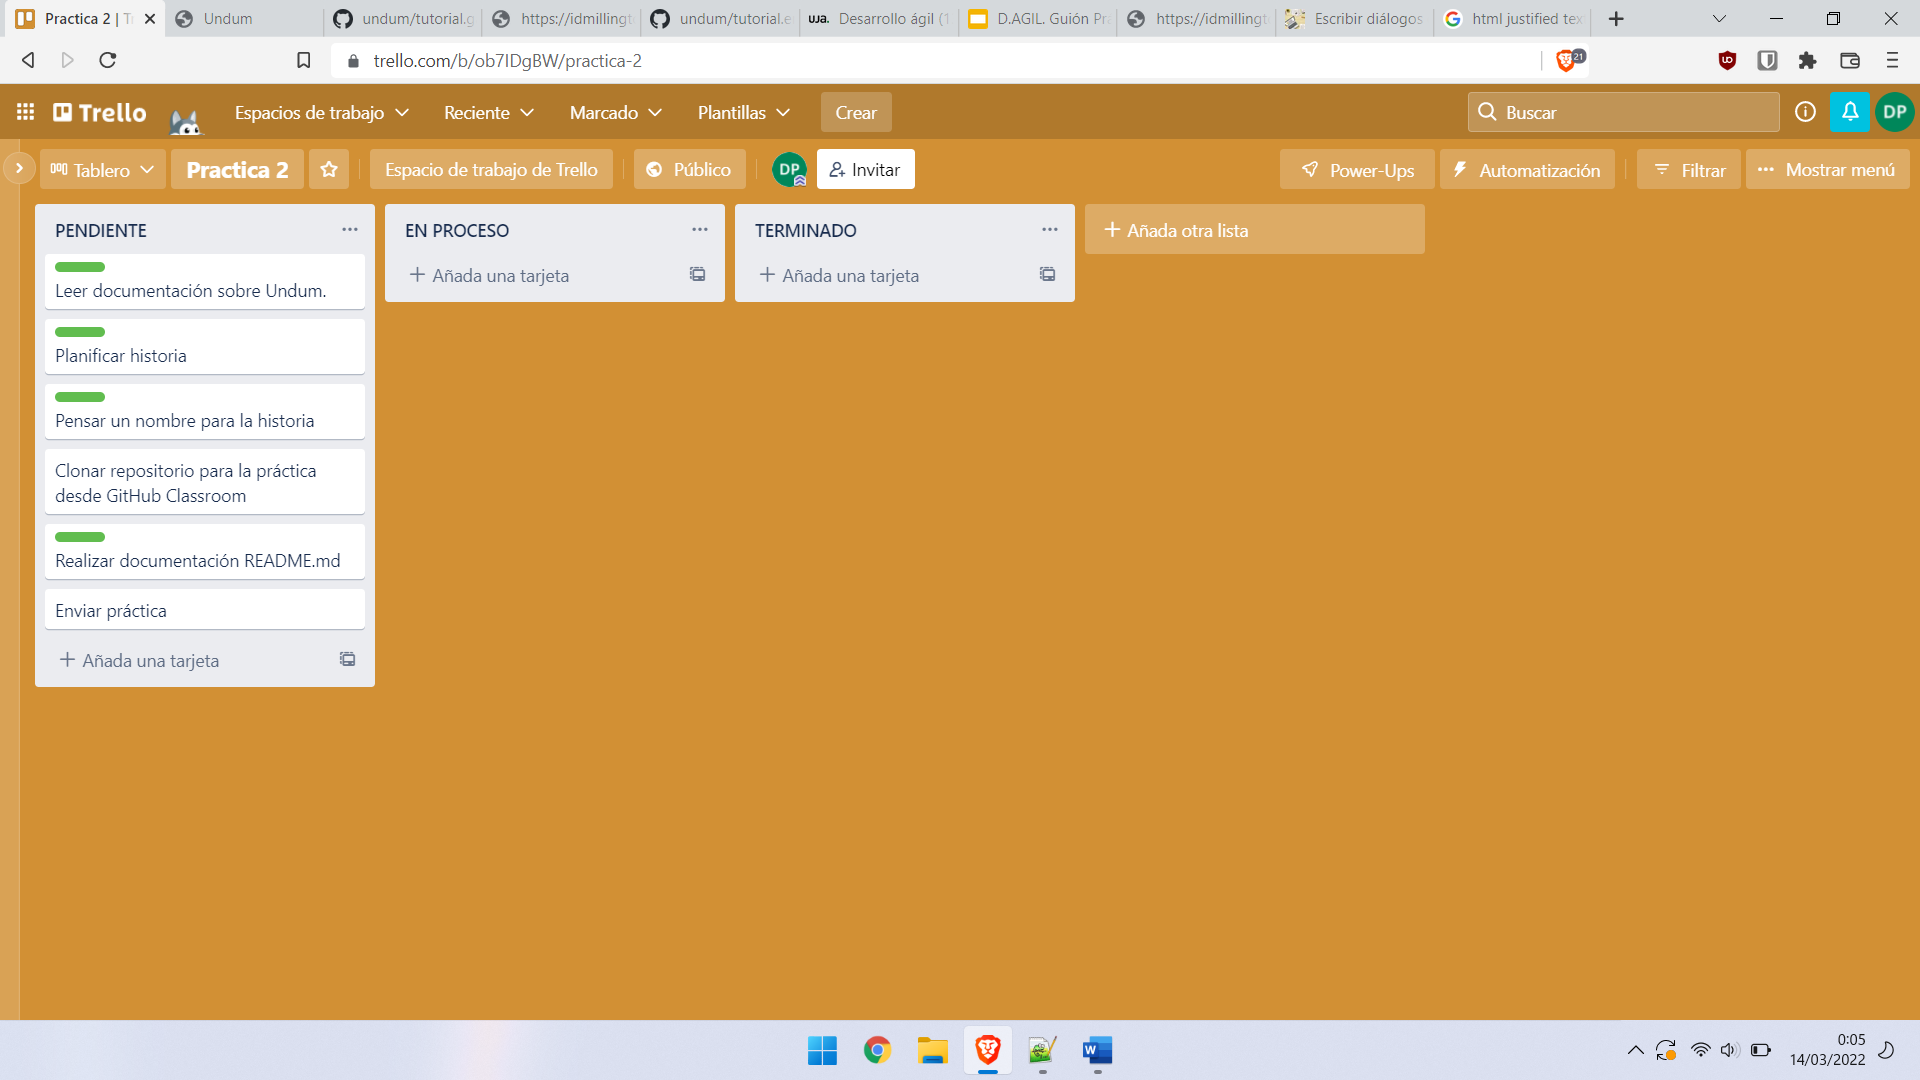 Practica 2 | T
Undum
undum/tutorial.g
https://idmillingt
undum/tutorial.e
uja.
Desarrollo ágil (1
D.AGIL. Guión Pr
https://idmillingt
Escribir diálogos
html justified tex
trello.com/b/ob7IDgBW/practica-2
21
Trello
Espacios de trabajo
Reciente
Marcado
Plantillas
Crear
Buscar
DP
Tablero
Practica 2
Espacio de trabajo de Trello
Público
DP
Invitar
Power-Ups
Automatización
Filtrar
Mostrar menú
PENDIENTE
Leer documentación sobre Undum.
Planificar historia
Pensar un nombre para la historia
Clonar repositorio para la práctica
desde GitHub Classroom
Realizar documentación README.md
Enviar práctica
Añada una tarjeta
EN PROCESO
Añada una tarjeta
TERMINADO
Añada una tarjeta
Añada otra lista
0:05
14/03/2022